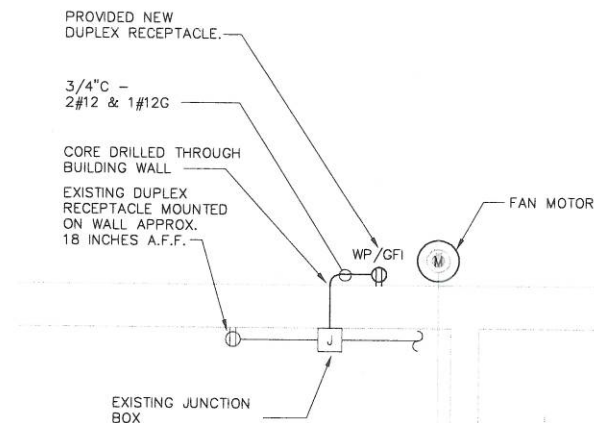 PROVIDED NEW
DUPLEX RECEPTACLE.
3/4"C –
2#12 & 1#12G
CORE DRILLED THROUGH
BUILDING WALL
EXISTING DUPLEX
RECEPTACLE MOUNTED
ON WALL APPROX.
18 INCHES A.F.F.
WP/GFI
M
FAN MOTOR
J
EXISTING JUNCTION
BOX